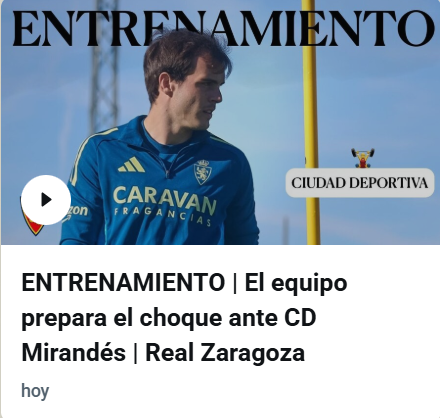 ENTRENAMIENTO
CIUDAD DEPORTIVA
CARAVAN
FRAGANCIAS
zon
ENTRENAMIENTO | El equipo
prepara el choque ante CD
Mirandés | Real Zaragoza
hoy